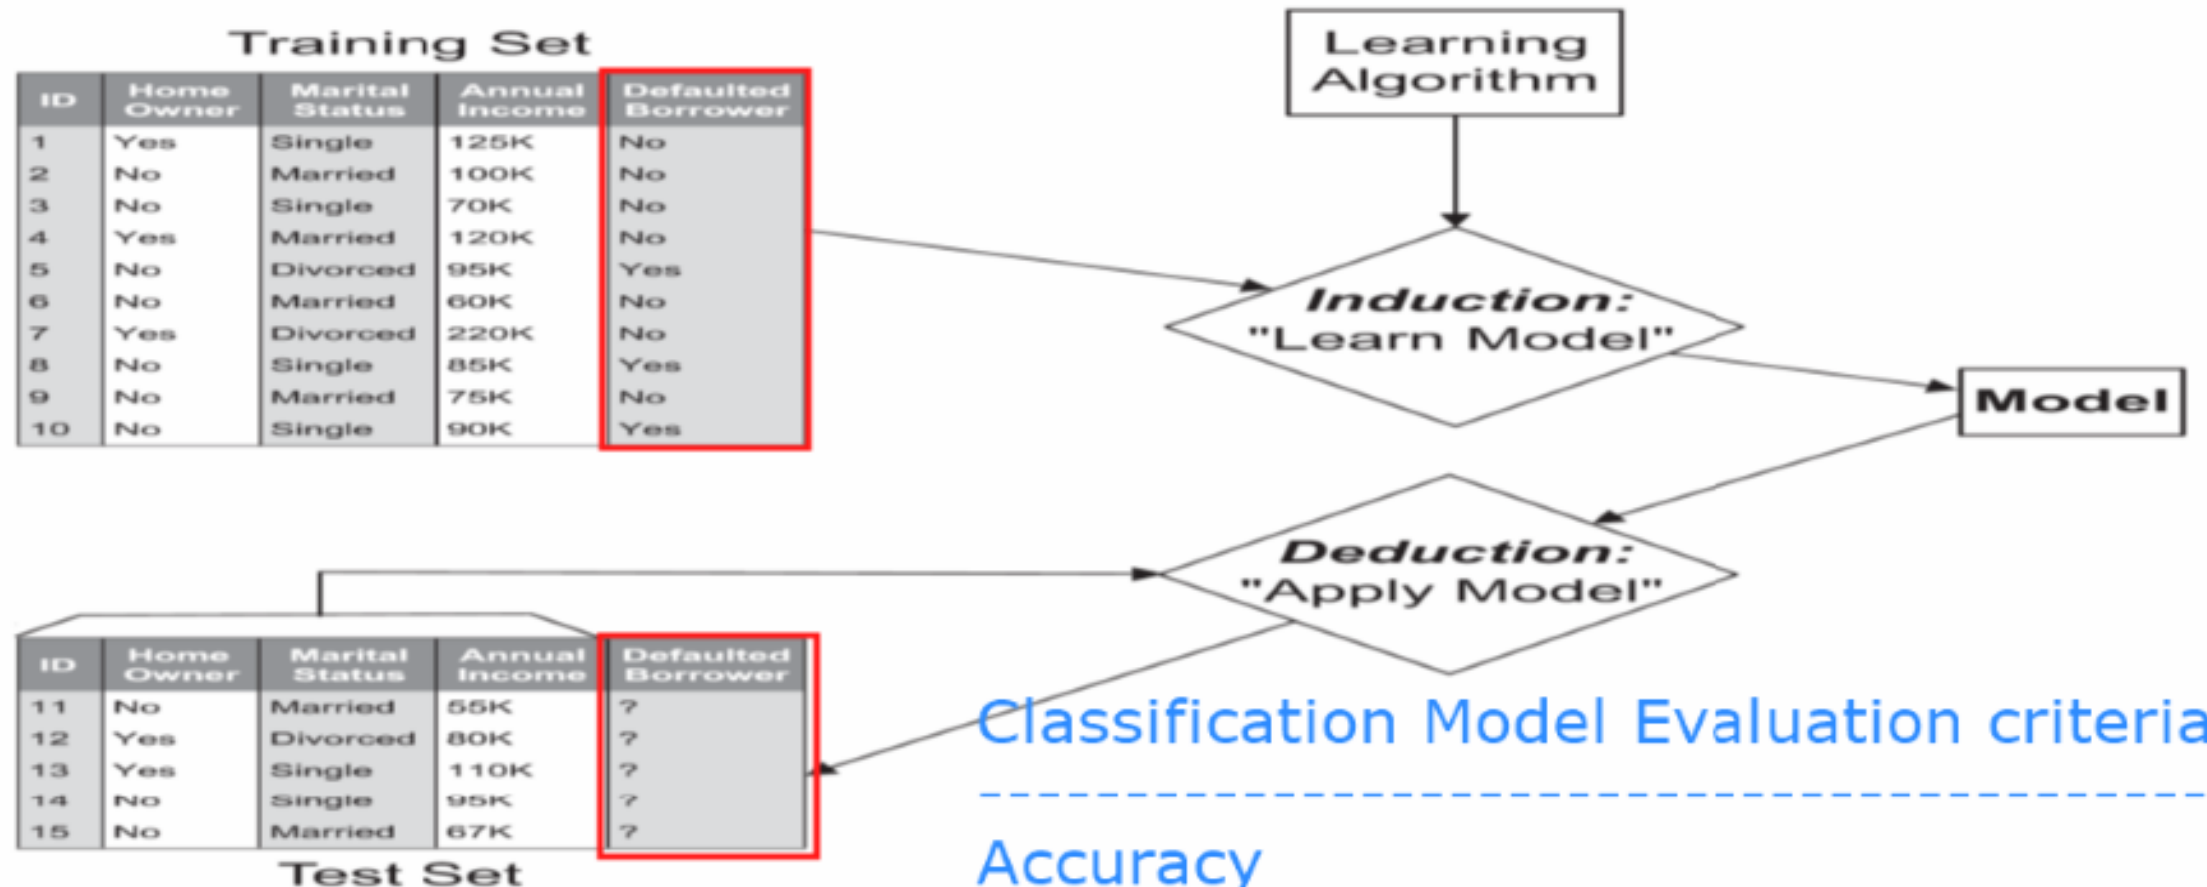 Training Set
ID Home Owner Marital Status Annual Income Defaulted Borrower
1 Yes Single 125K No
2 No Married 100K No
3 No Single 70K No
4 Yes Married 120K No
5 No Divorced 95K Yes
6 No Married 60K No
7 Yes Divorced 220K No
8 No Single 85K Yes
9 No Married 75K No
10 No Single 90K Yes
Learning
Algorithm
Induction:
"Learn Model"
Model
Deduction:
"Apply Model"
ID Home Owner Marital Status Annual Income Defaulted Borrower
11 No Married 55K ?
12 Yes Divorced 80K ?
13 Yes Single 110K ?
14 No Single 95K ?
15 No Married 67K ?
Test Set
Classification Model Evaluation criteria
Accuracy